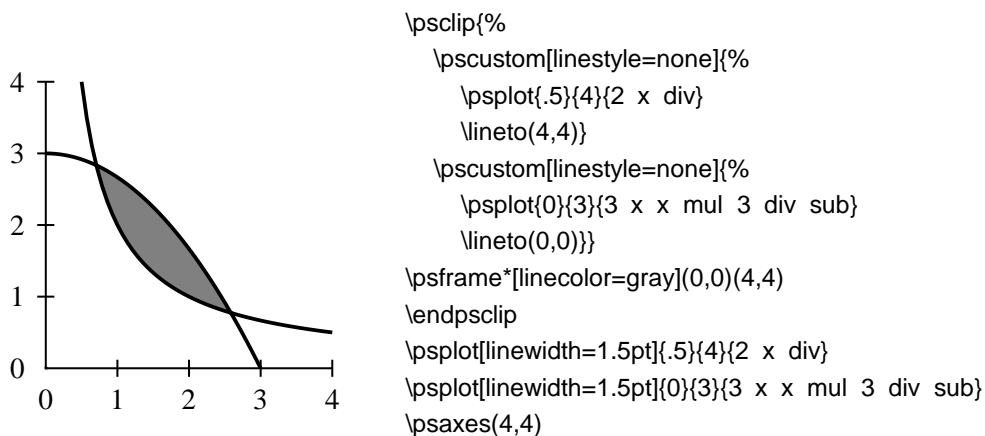 4
3
2
1
0
0 1 2 3 4
\psclip{%
\pscustom[linestyle=none]{%
\psplot{.5}{4}{2 x div}
\lineto(4,4)}
\pscustom[linestyle=none]{%
\psplot{0}{3}{3 x x mul 3 div sub}
\lineto(0,0)}}
\psframe*[linecolor=gray](0,0)(4,4)
\endpsclip
\psplot[linewidth=1.5pt]{.5}{4}{2 x div}
\psplot[linewidth=1.5pt]{0}{3}{3 x x mul 3 div sub}
\psaxes(4,4)